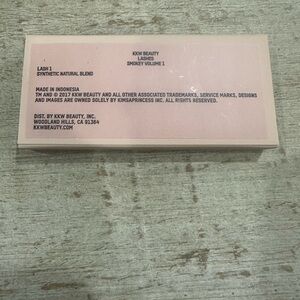 KKW BEAUTY
LASHES
SMOKEY VOLUME 1
LASH 1
SYNTHETIC NATURAL BLEND
MADE IN INDONESIA
TM AND © 2017 KKW BEAUTY AND ALL OTHER ASSOCIATED TRADEMARKS, SERVICE MARKS, DESIGNS
AND IMAGES ARE OWNED SOLELY BY KIMSAPRINCESS INC. ALL RIGHTS RESERVED.
DIST. BY KKW BEAUTY, INC.
WOODLAND HILLS, CA 91364
KKWBEAUTY.COM